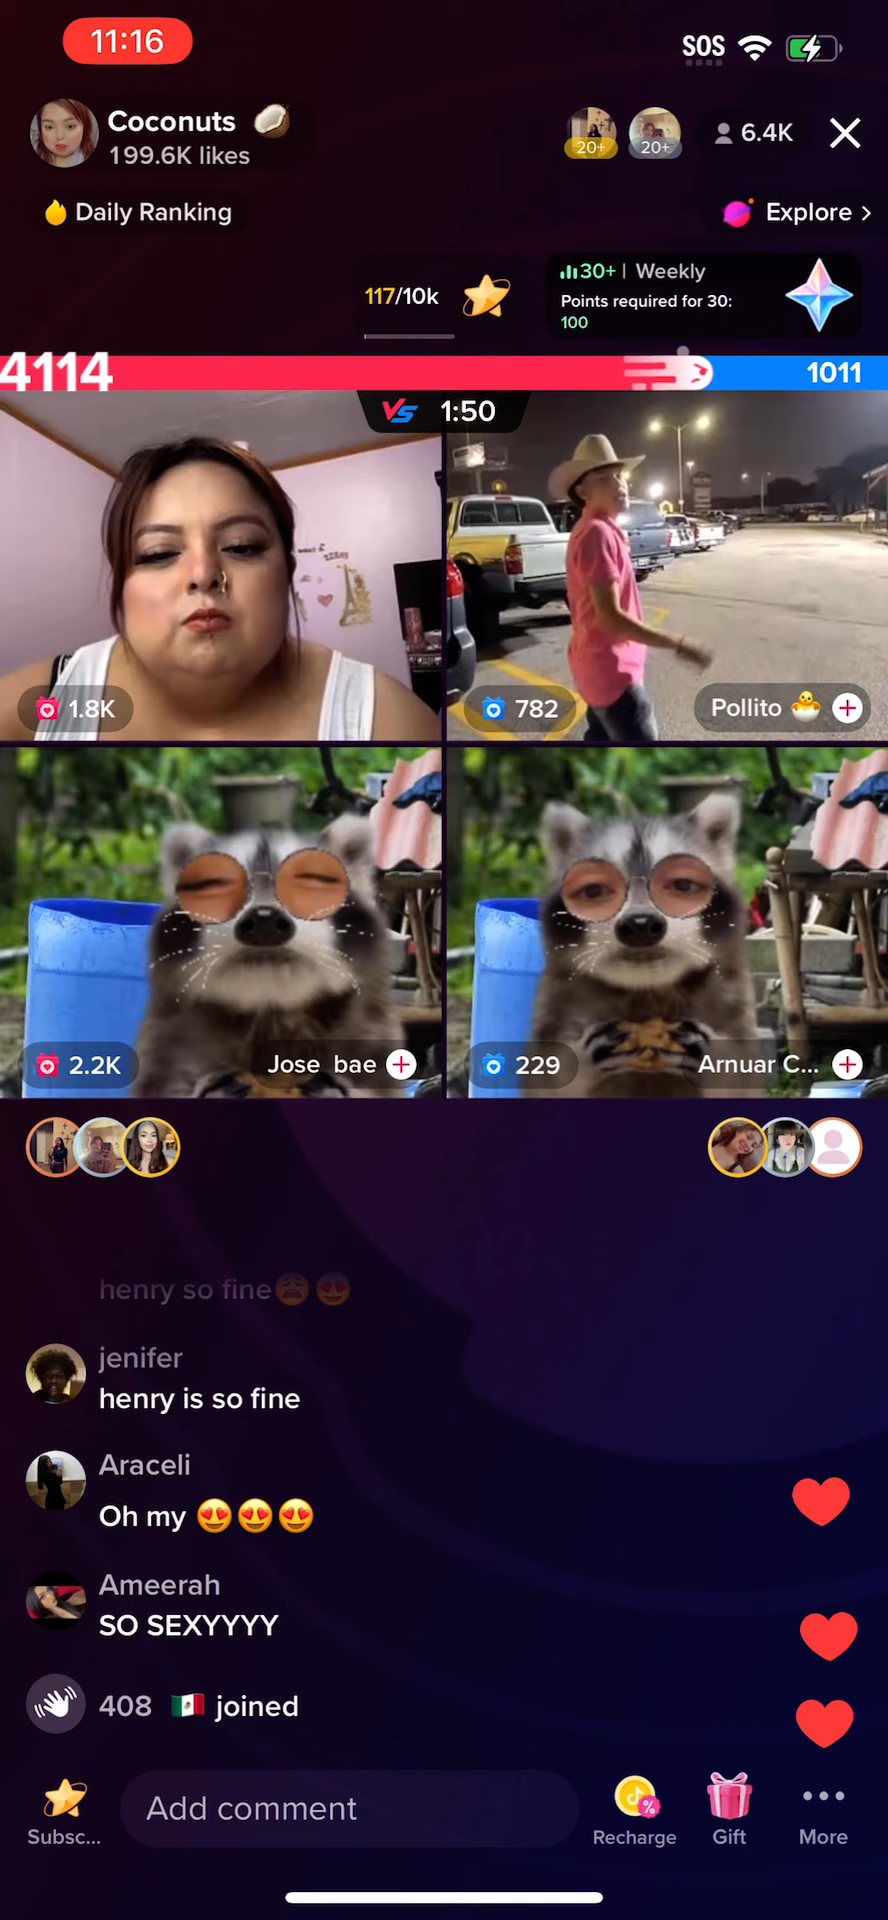 11:16
SOS
Coconuts 🥥
199.6K likes
20+
20+
6.4K
Daily Ranking
Explore >
117/10k
30+ | Weekly
Points required for 30:
100
4114
1011
VS 1:50
1.8K
782
Pollito 🐣
2.2K
Jose bae
229
Arnuar C...
henry so fine😩😍
jenifer
henry is so fine
Araceli
Oh my 😍😍😍
Ameerah
SO SEXYYYY
408 🇲🇽 joined
Subsc...
Add comment
Recharge
Gift
More